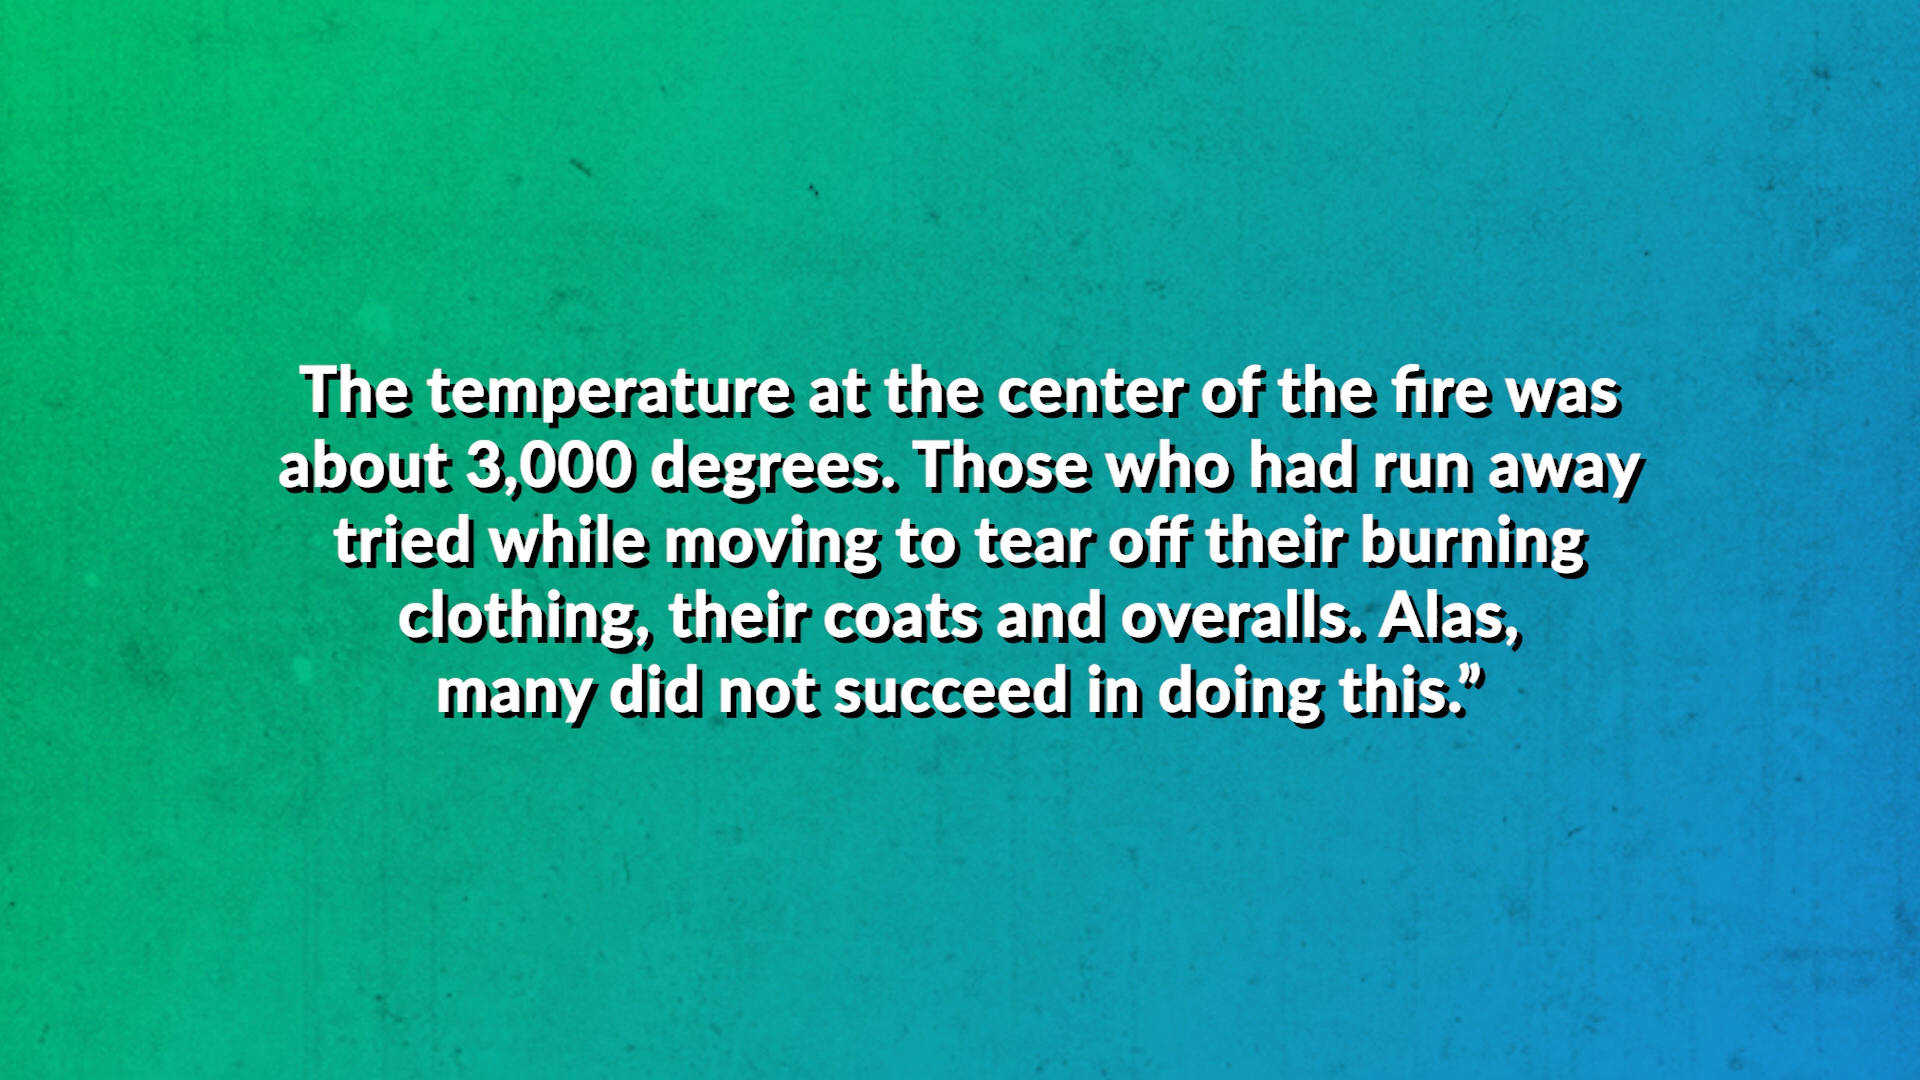 The temperature at the center of the fire was
about 3,000 degrees. Those who had run away
tried while moving to tear off their burning
clothing, their coats and overalls. Alas,
many did not succeed in doing this.”